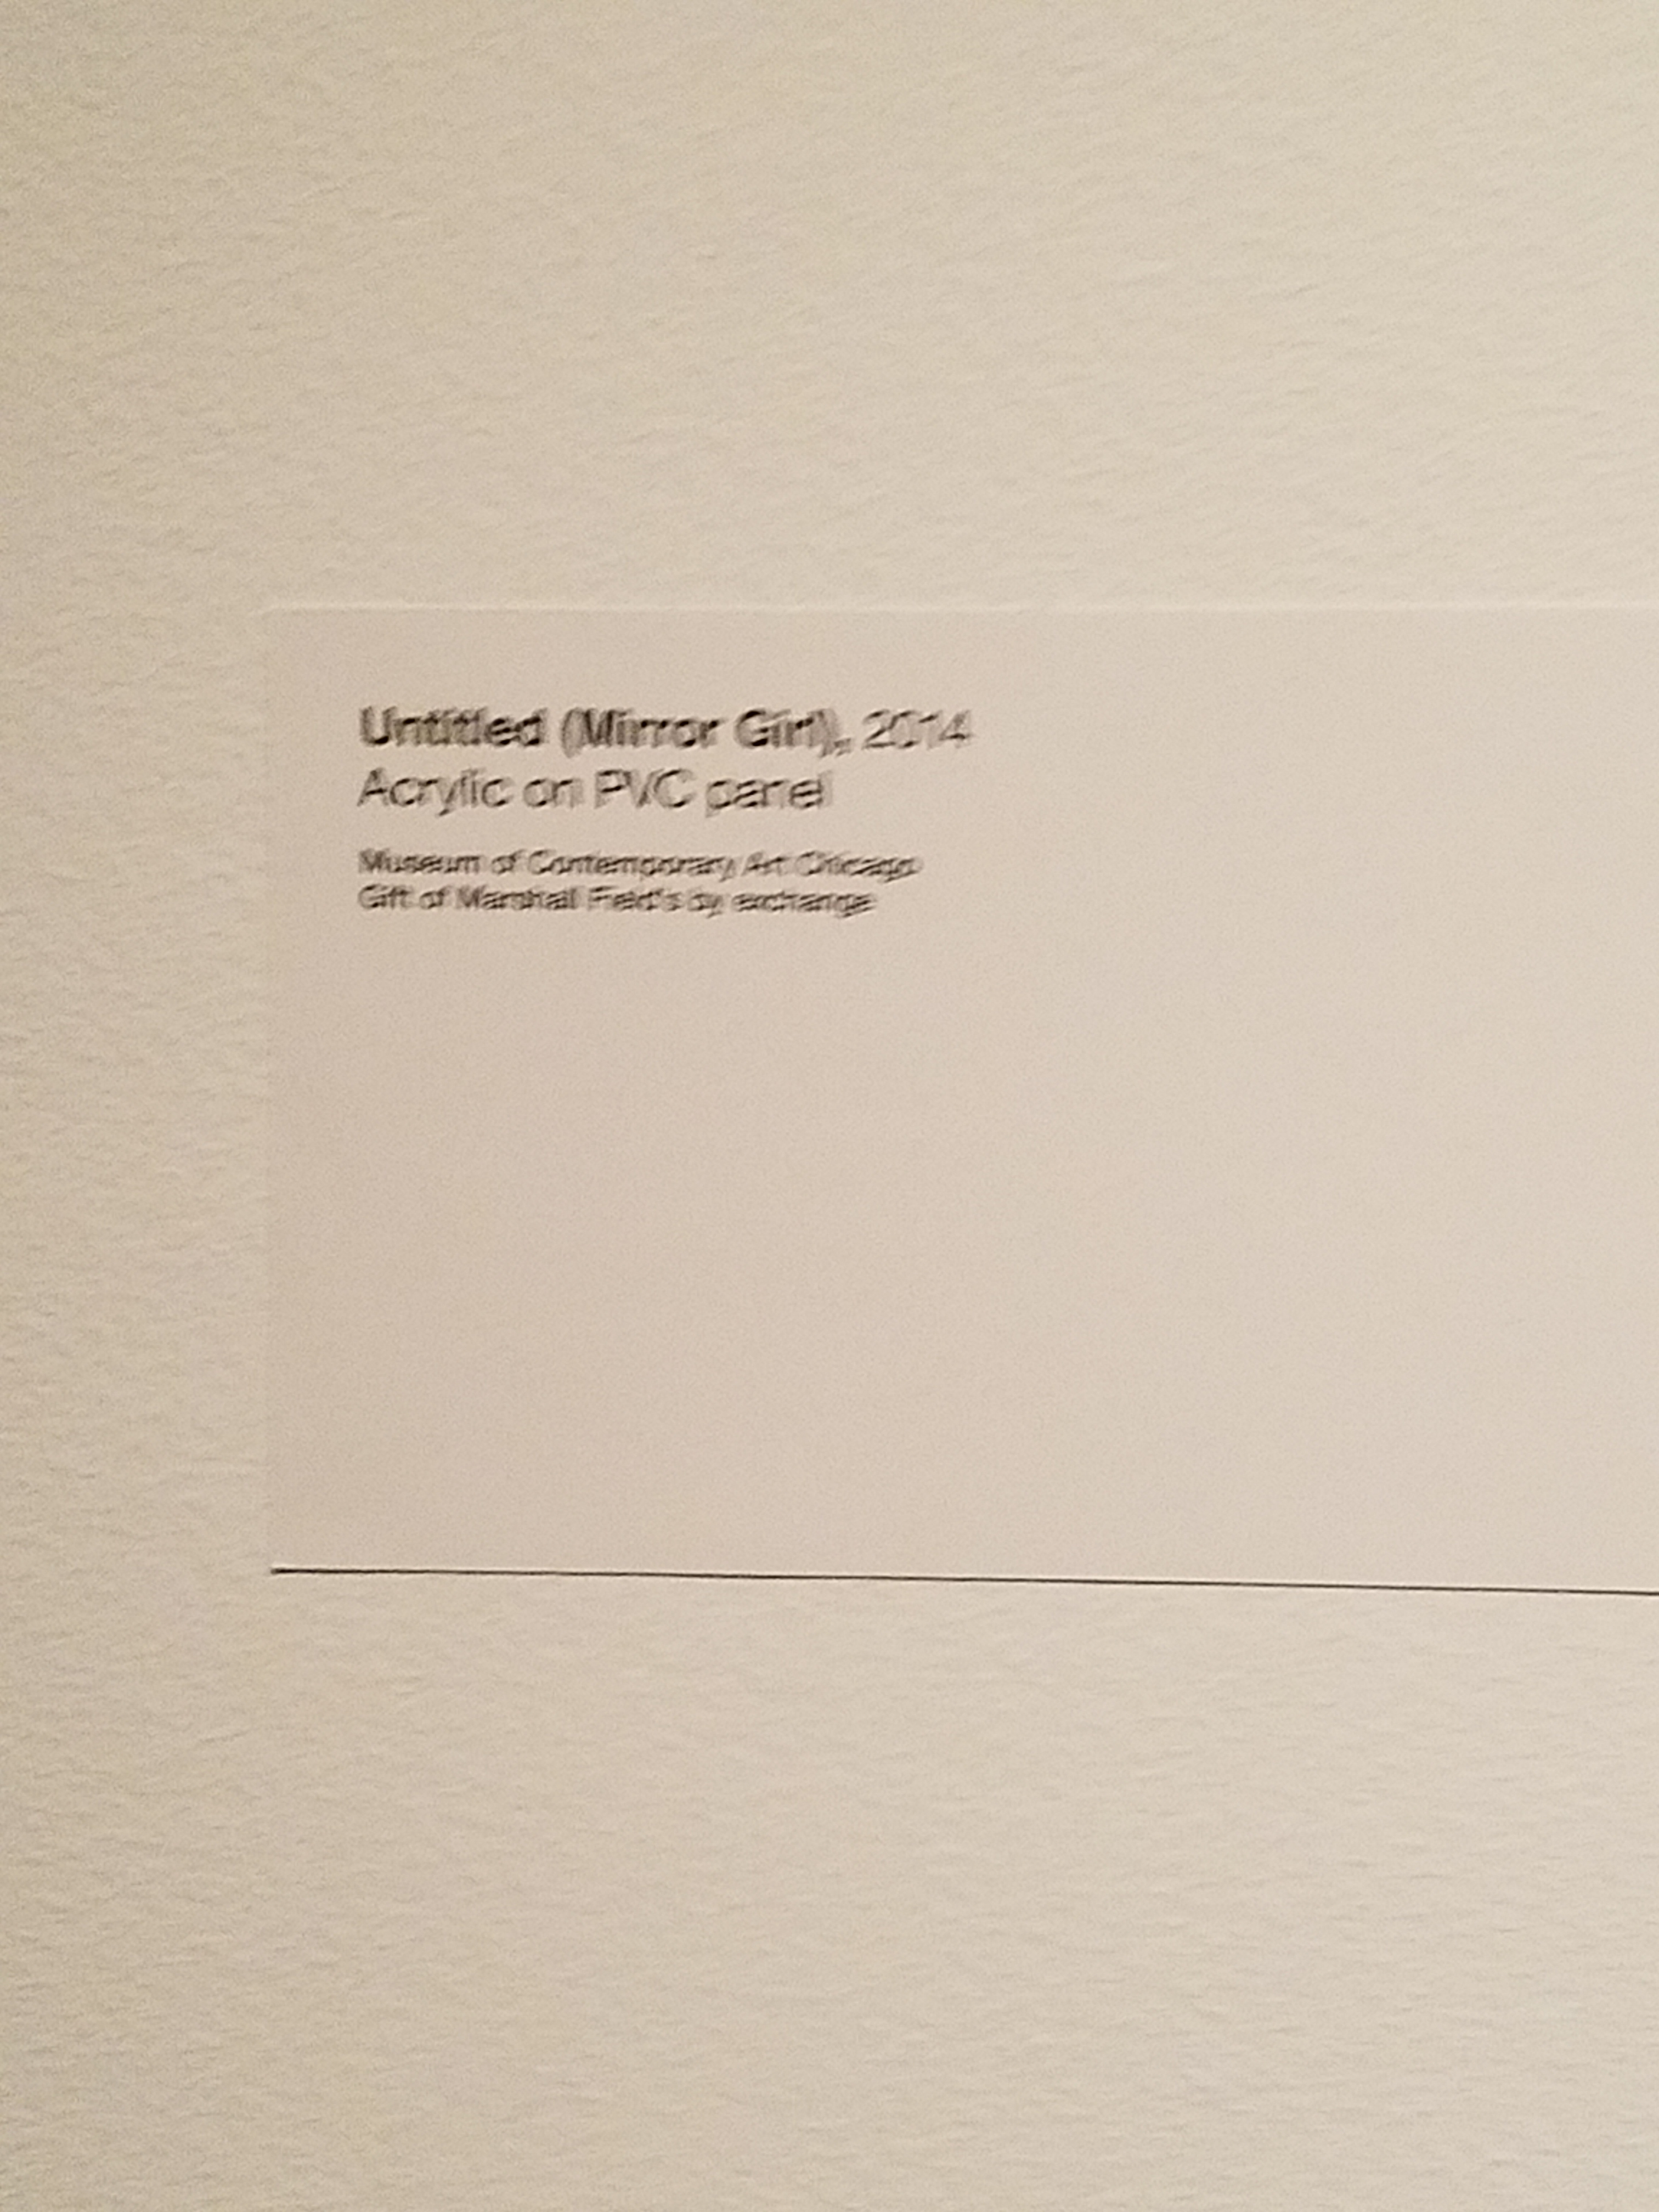 Untitled (Mirror Girl), 2014
Acrylic on PVC panel
Museum of Contemporary Art Chicago
Gift of Marshall Field's by exchange